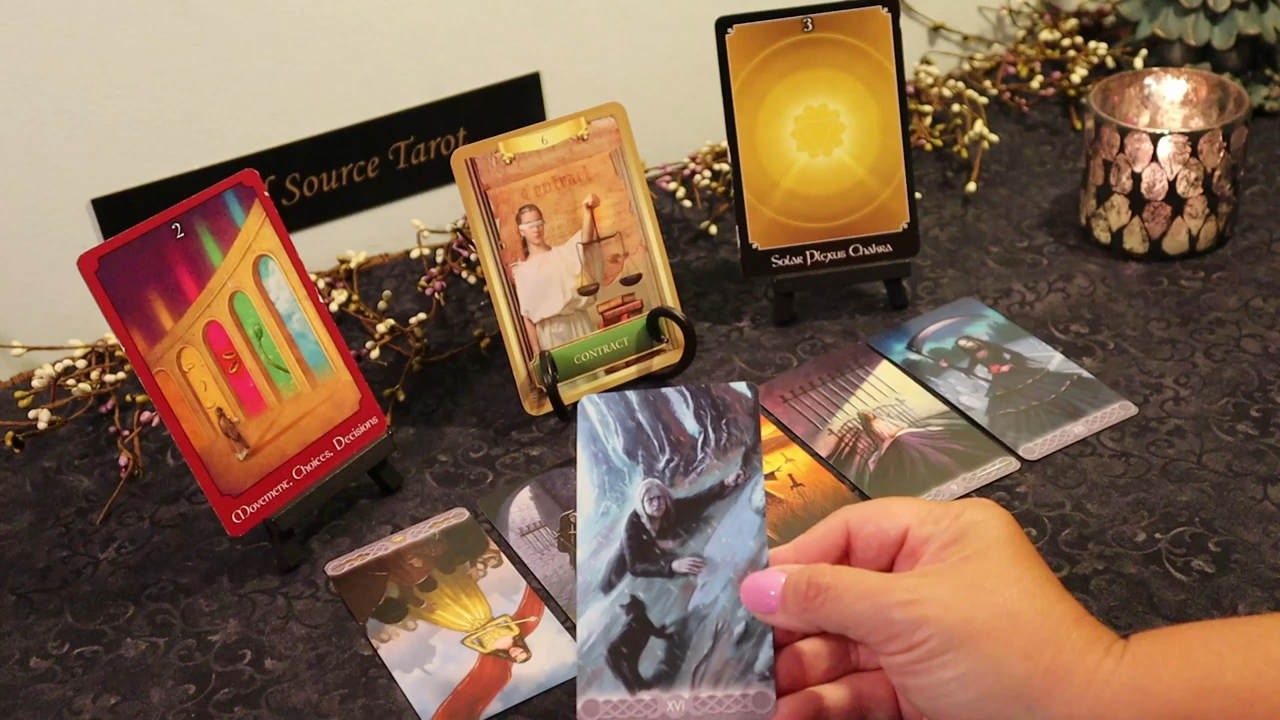 Source Tarot
2
Movement, Choices, Decisions
6
Contract
CONTRACT
3
Solar Plexus Chakra
XVI